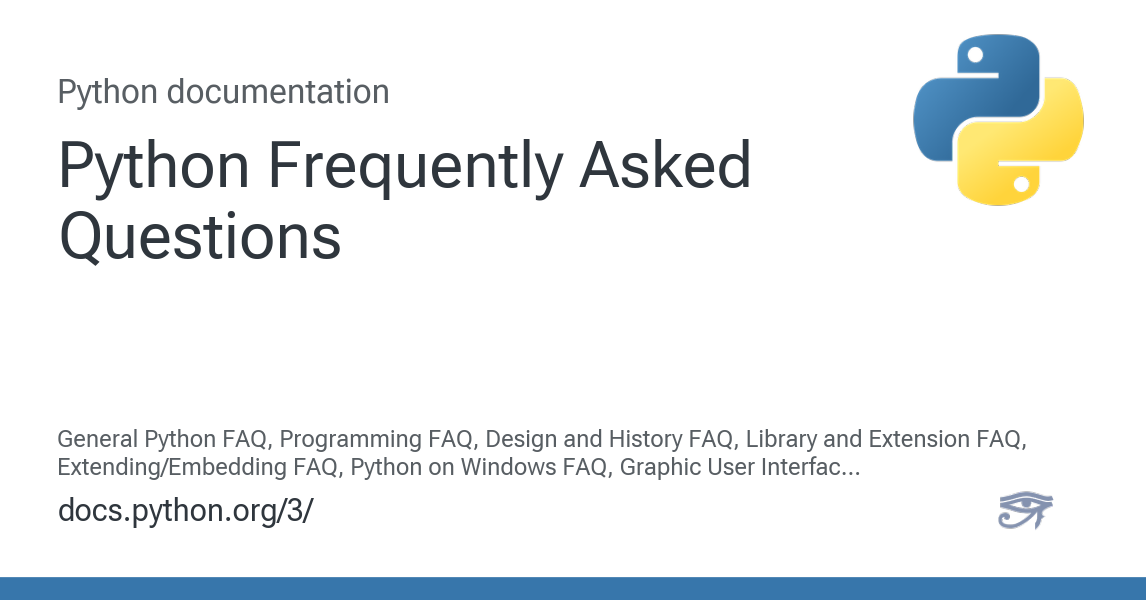 Python documentation
Python Frequently Asked
Questions
General Python FAQ, Programming FAQ, Design and History FAQ, Library and Extension FAQ,
Extending/Embedding FAQ, Python on Windows FAQ, Graphic User Interfac...
docs.python.org/3/